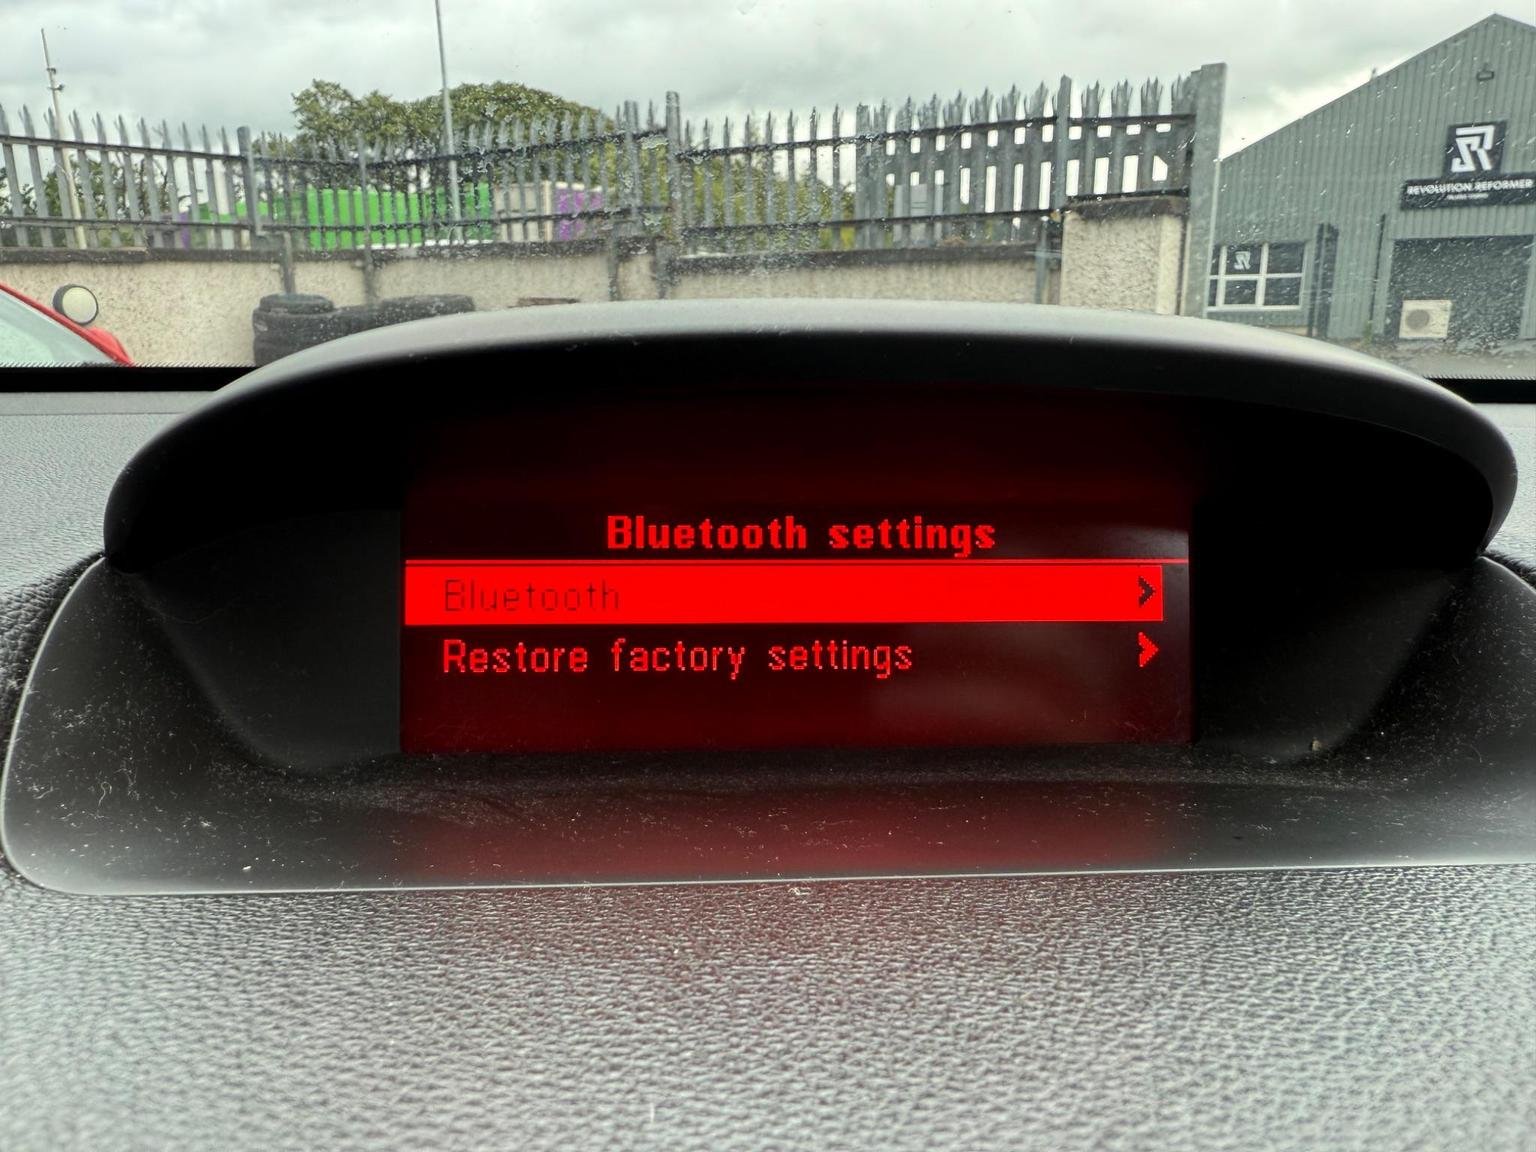 REVOLUTION REFORMER
Bluetooth settings
Bluetooth
Restore factory settings